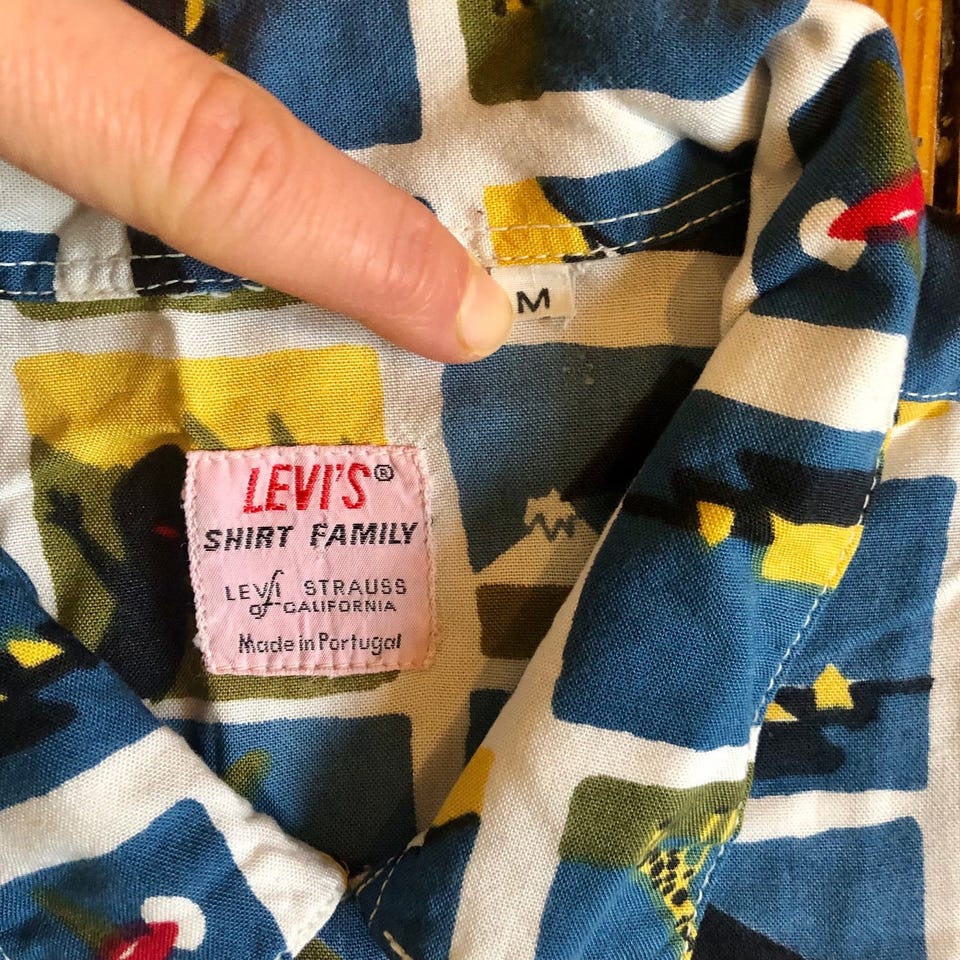 M
LEVI'S®
SHIRT FAMILY
LEVI STRAUSS
of CALIFORNIA
Made in Portugal